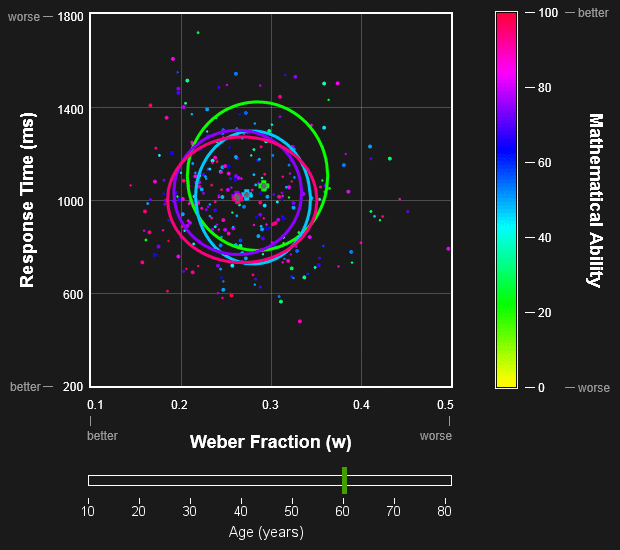 worse
1800
1400
1000
600
better
200
Response Time (ms)
0.1
0.2
0.3
0.4
0.5
better
worse
Weber Fraction (w)
10
20
30
40
50
60
70
80
Age (years)
100
better
80
60
40
20
0
worse
Mathematical Ability